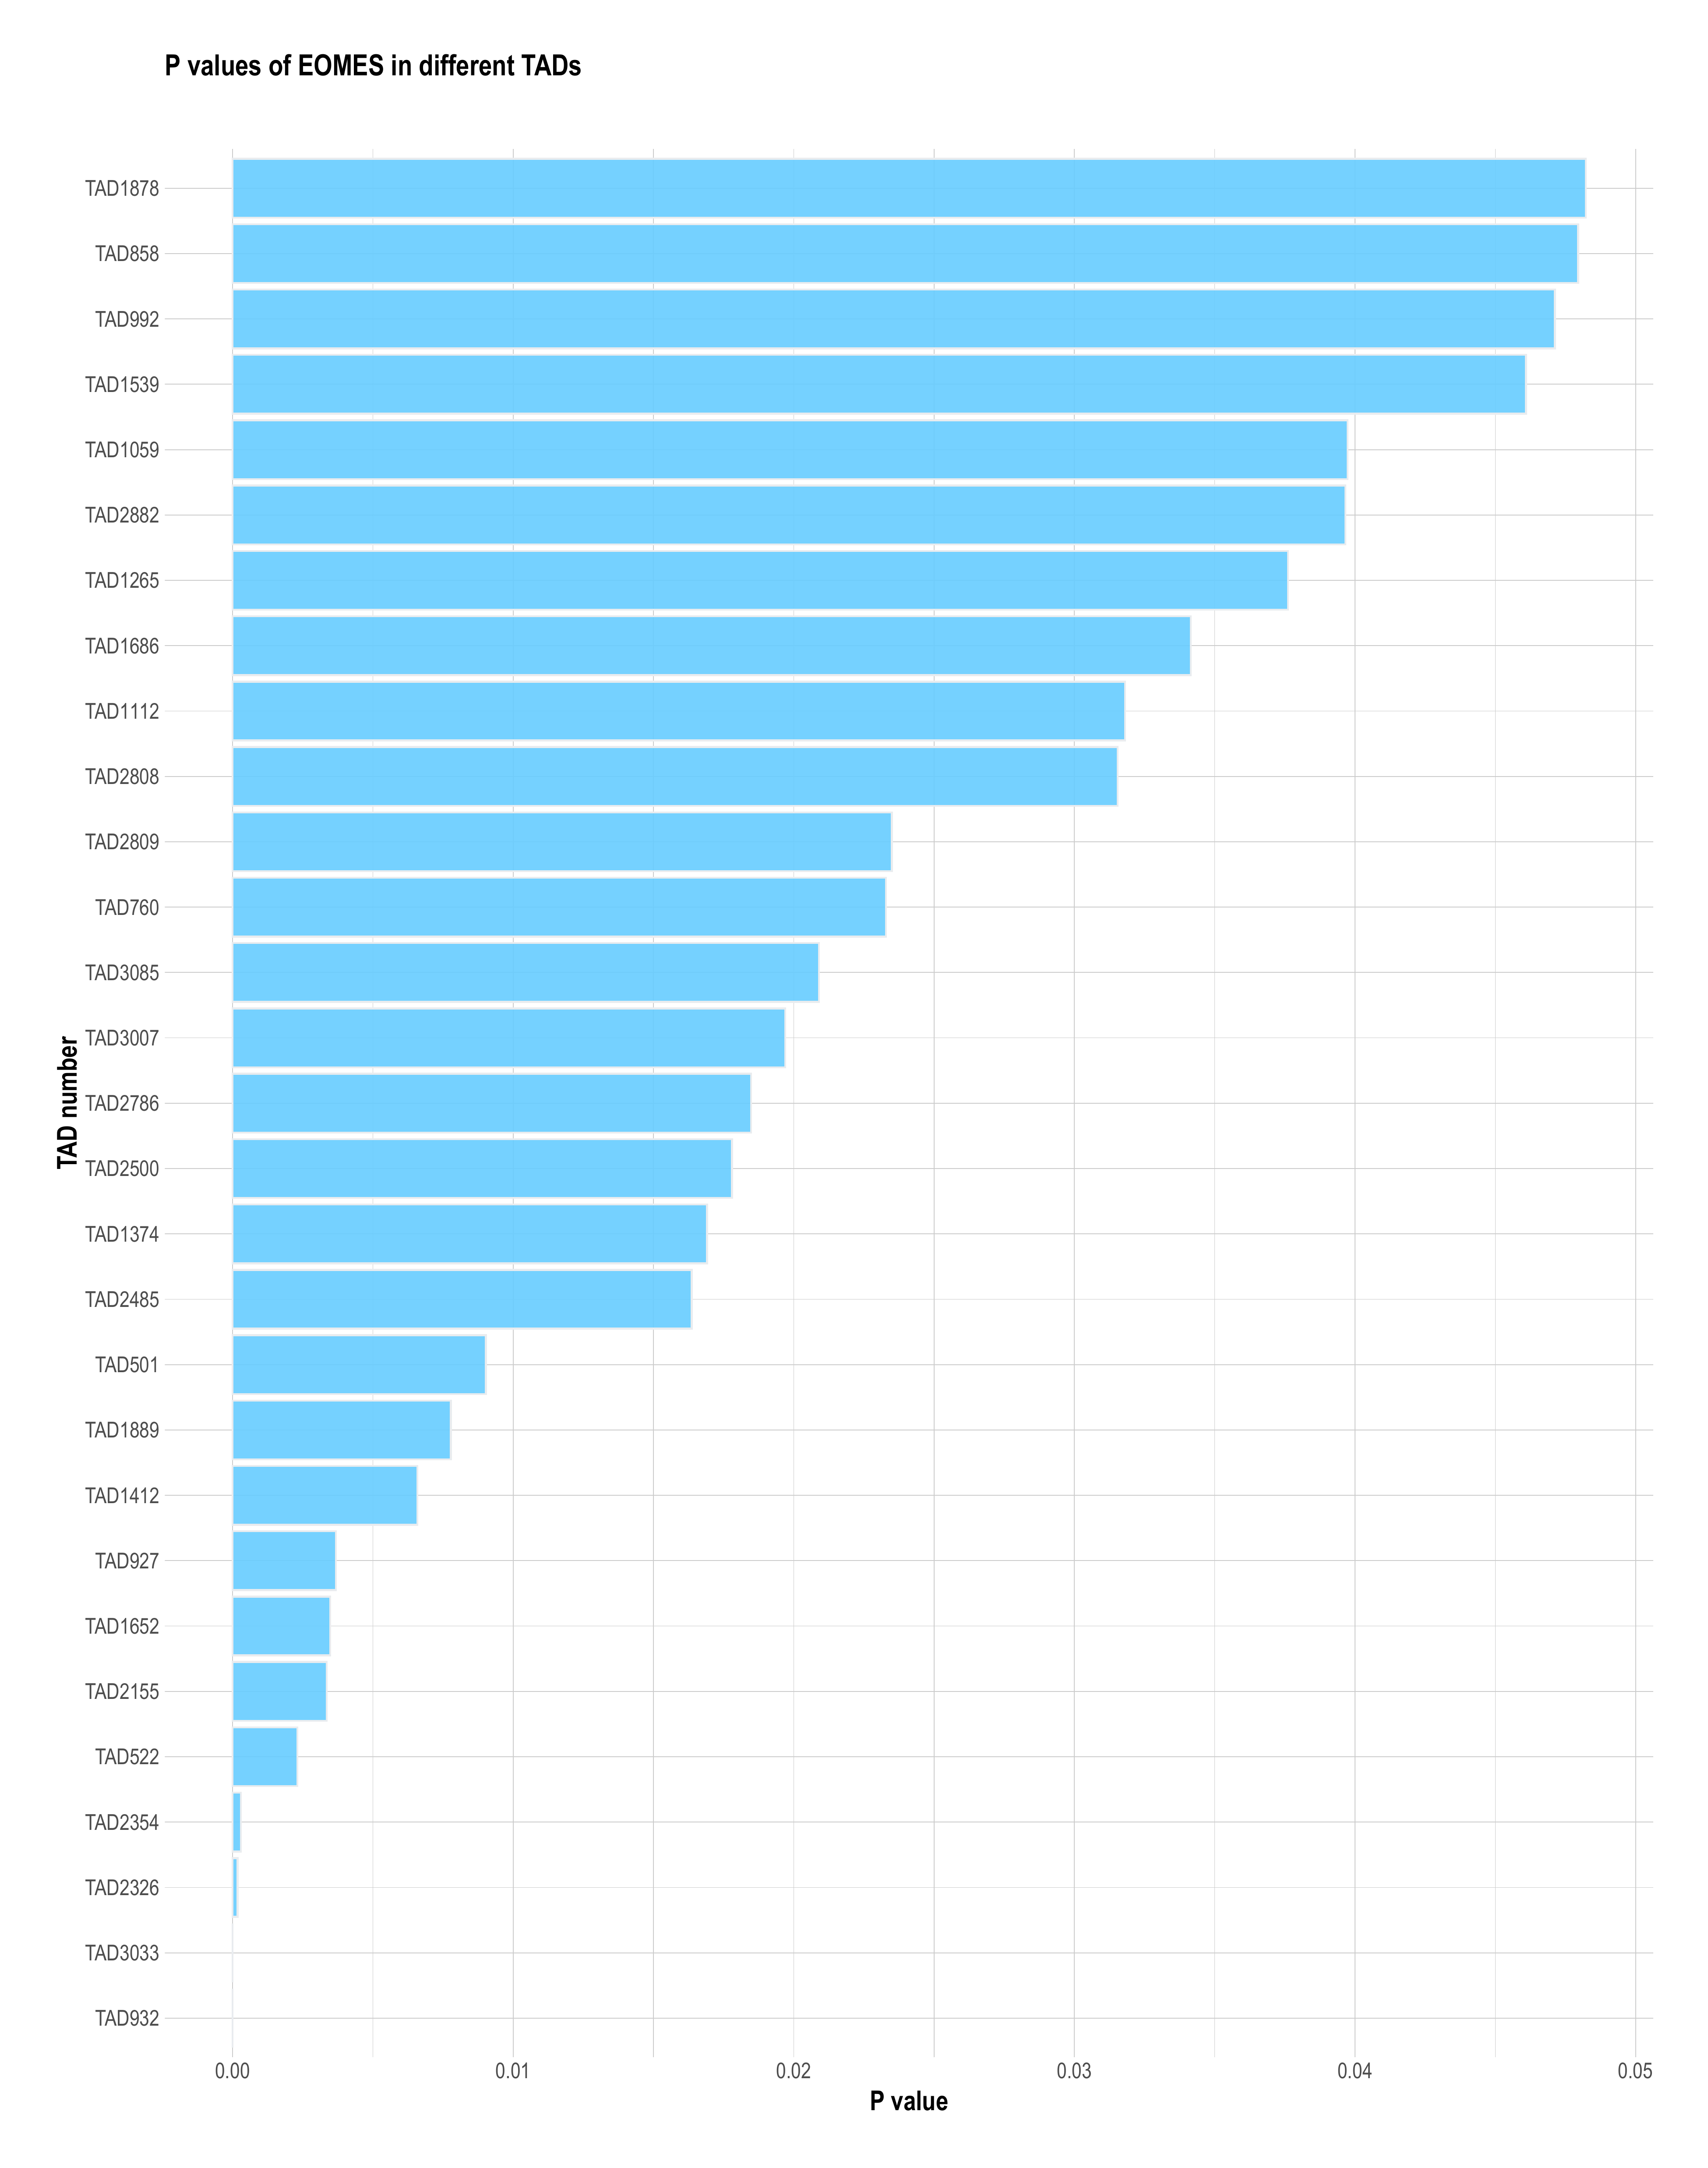 P values of EOMES in different TADs
TAD1878
TAD858
TAD992
TAD1539
TAD1059
TAD2882
TAD1265
TAD1686
TAD1112
TAD2808
TAD2809
TAD760
TAD3085
TAD3007
TAD2786
TAD2500
TAD1374
TAD2485
TAD501
TAD1889
TAD1412
TAD927
TAD1652
TAD2155
TAD522
TAD2354
TAD2326
TAD3033
TAD932
TAD number
0.00 0.01 0.02 0.03 0.04 0.05
P value